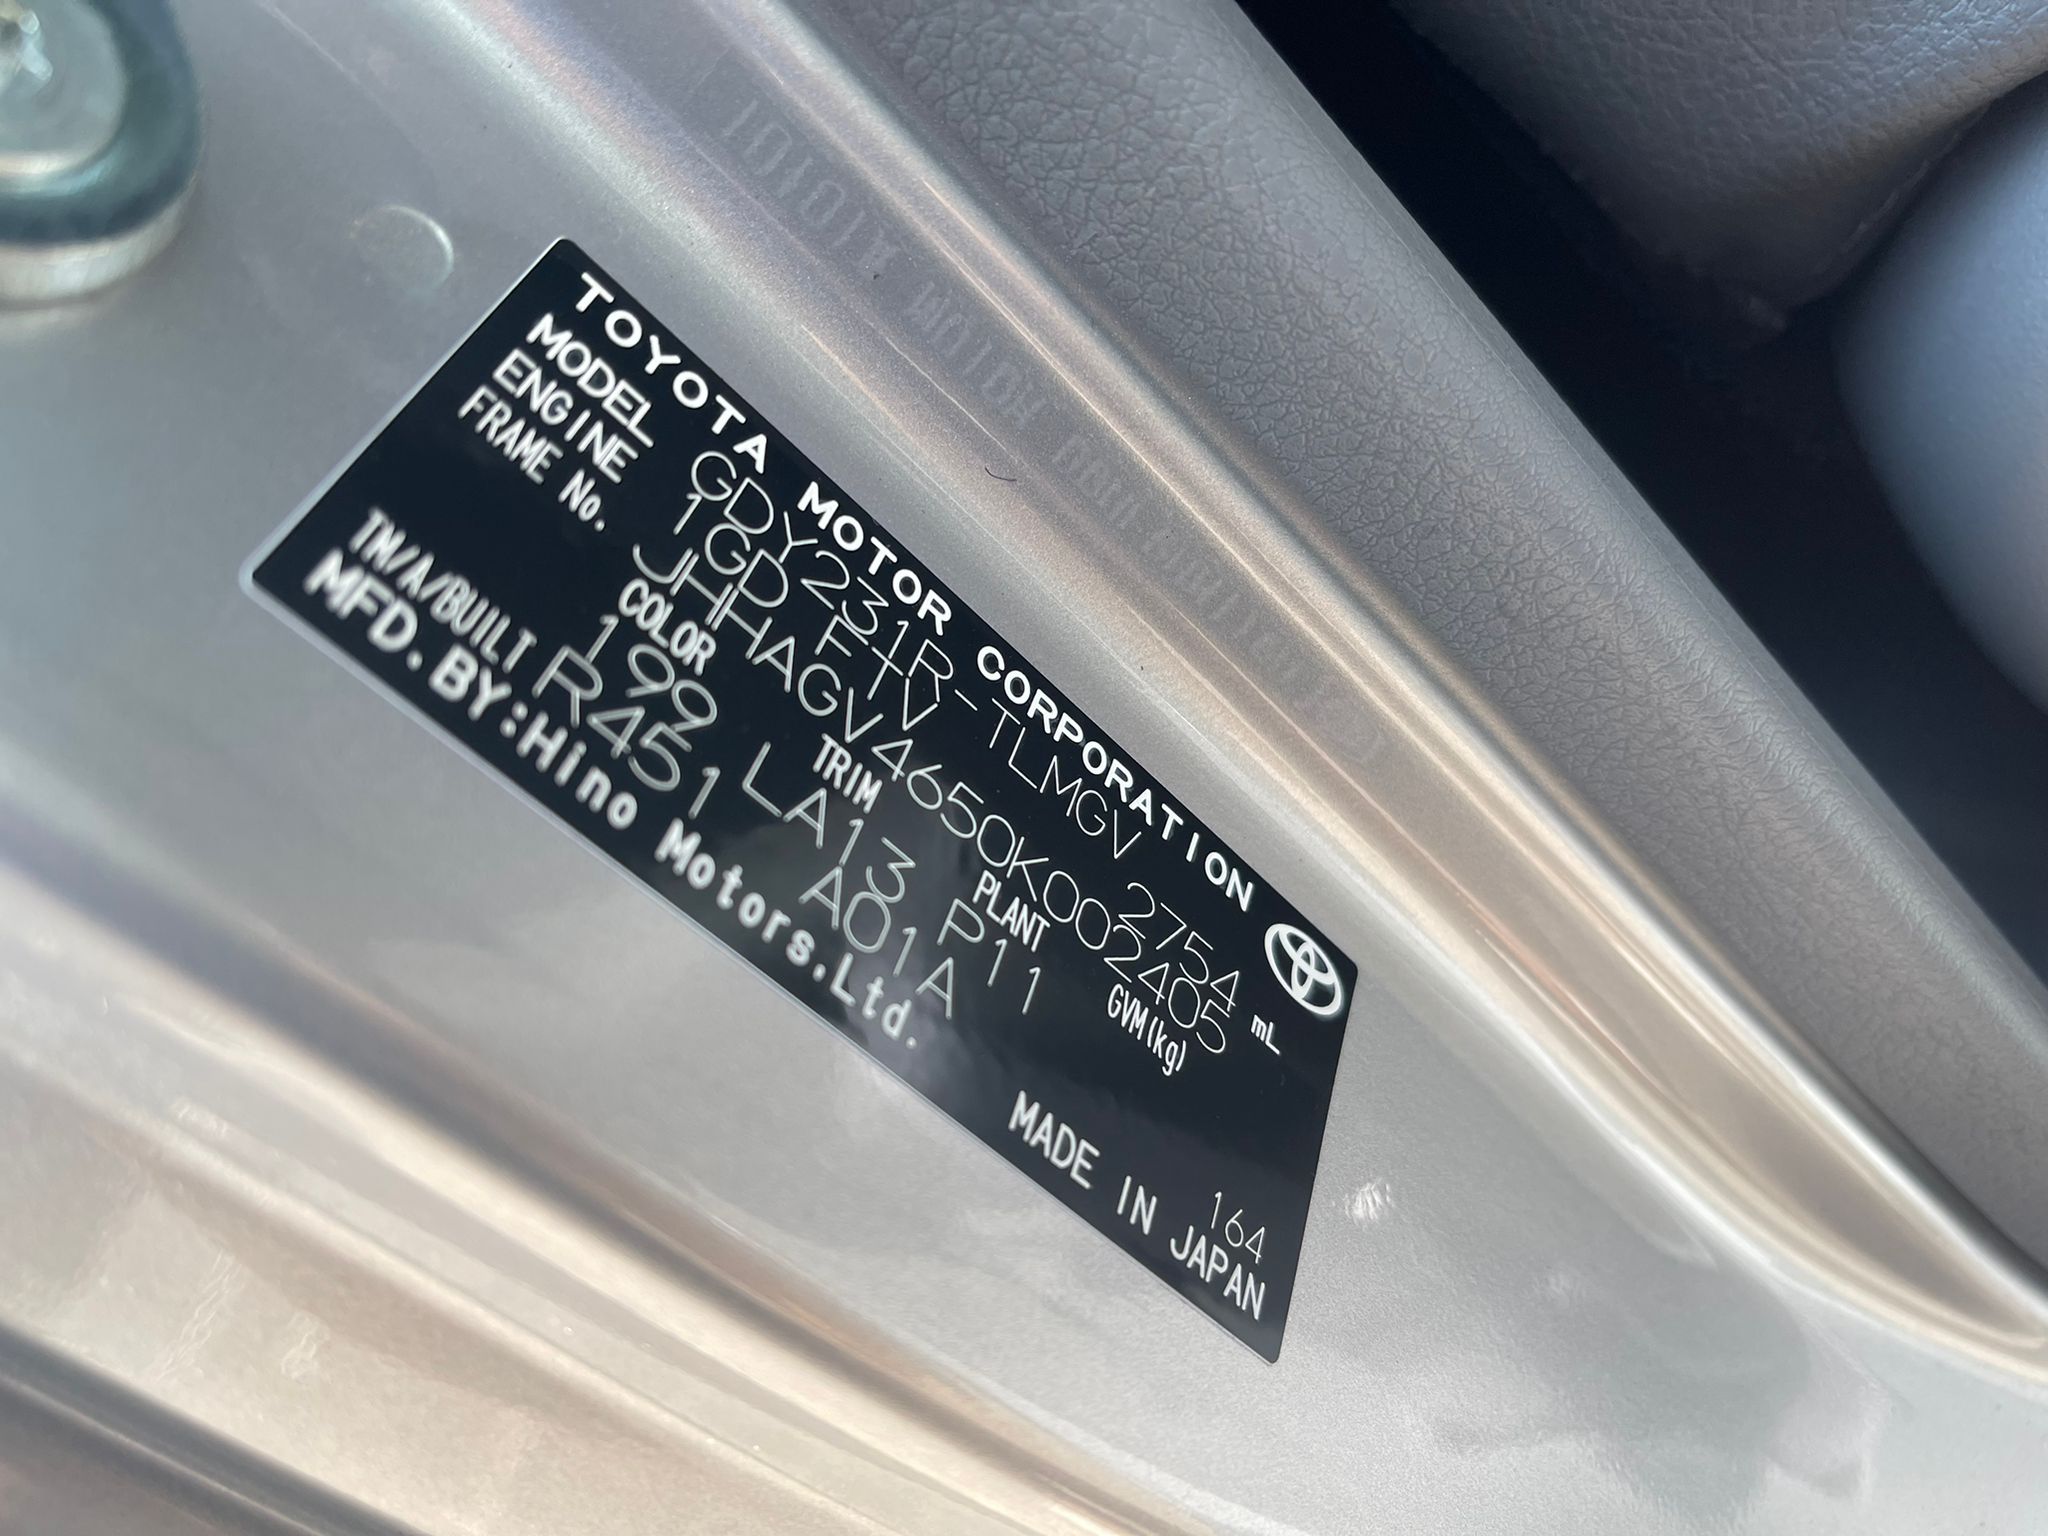 TOYOTA MOTOR CORPORATION
MODEL GDY231R-TLMGV
ENGINE 1GD FTV 2754 mL
FRAME No. JHHAGV4650K002405
COLOR TRIM PLANT GVM(kg)
199 LA13 P11
TM/A/BUILT R451 A01A 164
MFD.BY:Hino Motors.Ltd. MADE IN JAPAN